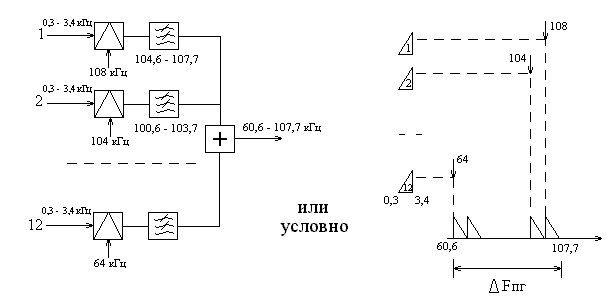 0,3 - 3,4 кГц
1
108 кГц
104,6 - 107,7
0,3 - 3,4 кГц
2
104 кГц
100,6 - 103,7
+
60,6 - 107,7 кГц
0,3 - 3,4 кГц
12
64 кГц
или
условно
108
1
104
2
64
12
0,3 3,4
60,6
107,7
Δ Fпг